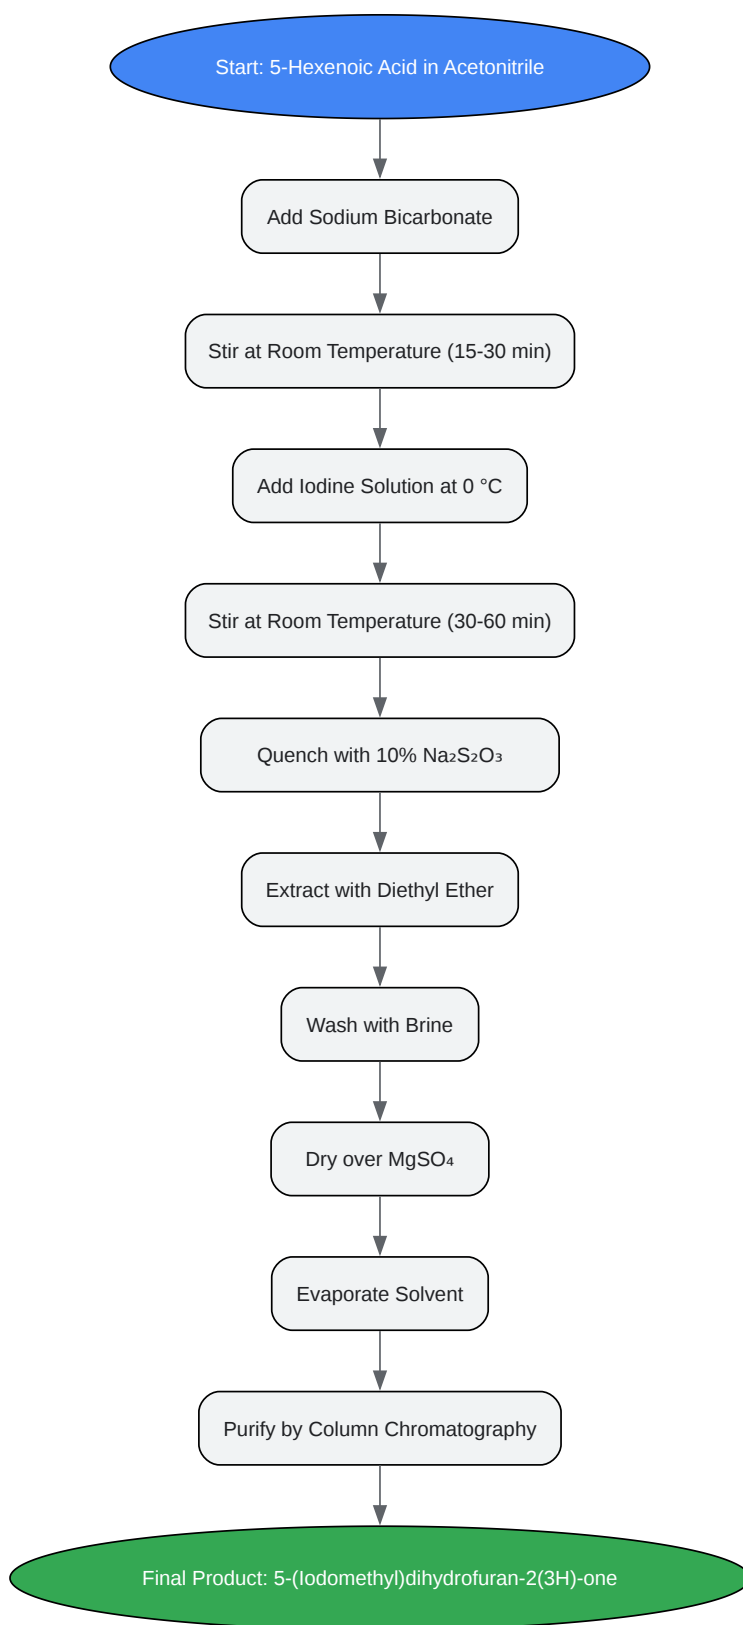 Start: 5-Hexenoic Acid in Acetonitrile
Add Sodium Bicarbonate
Stir at Room Temperature (15-30 min)
Add Iodine Solution at 0 °C
Stir at Room Temperature (30-60 min)
Quench with 10% Na₂S₂O₃
Extract with Diethyl Ether
Wash with Brine
Dry over MgSO₄
Evaporate Solvent
Purify by Column Chromatography
Final Product: 5-(Iodomethyl)dihydrofuran-2(3H)-one